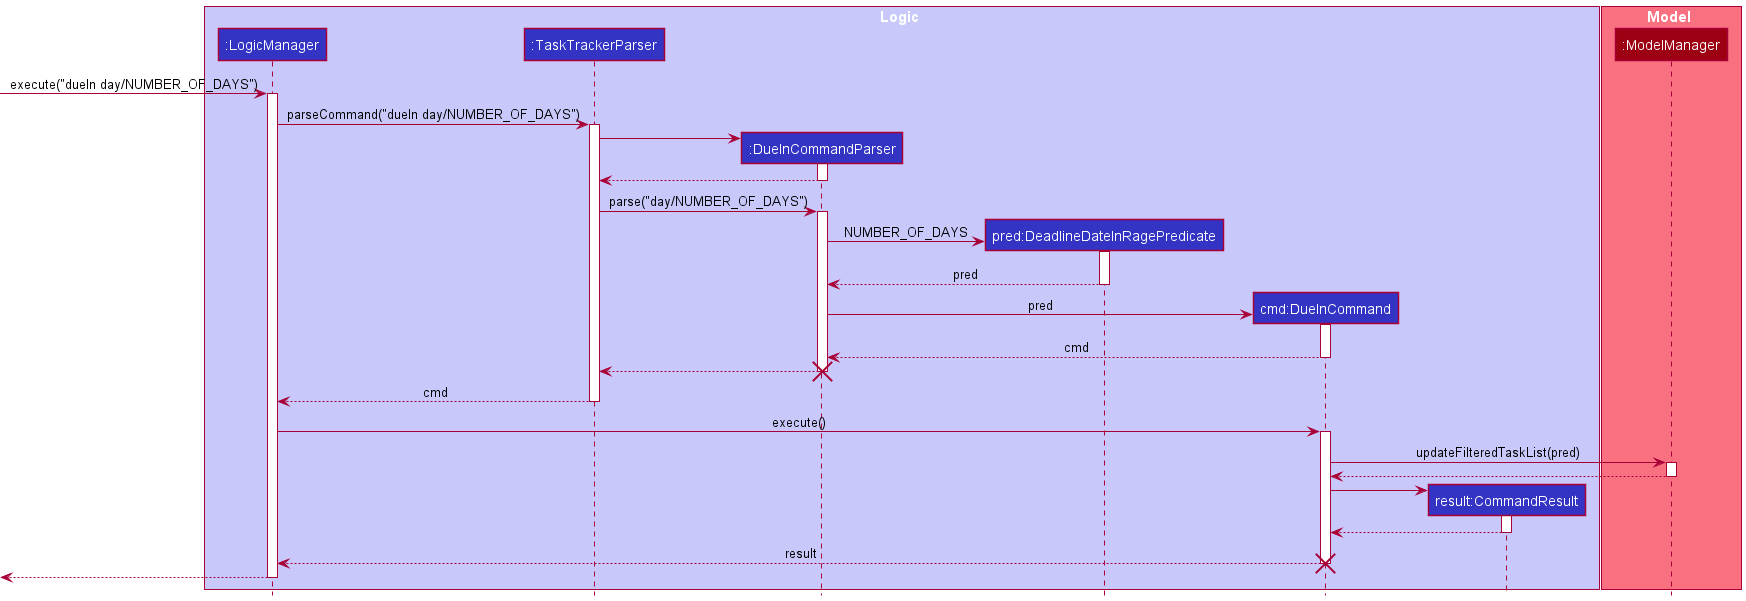 Logic
Model
:LogicManager
:TaskTrackerParser
:ModelManager
execute("dueIn day/NUMBER_OF_DAYS")
parseCommand("dueIn day/NUMBER_OF_DAYS")
:DueInCommandParser
parse("day/NUMBER_OF_DAYS")
NUMBER_OF_DAYS
pred:DeadlineDateInRagePredicate
pred
pred
cmd:DueInCommand
cmd
cmd
execute()
updateFilteredTaskList(pred)
result:CommandResult
result